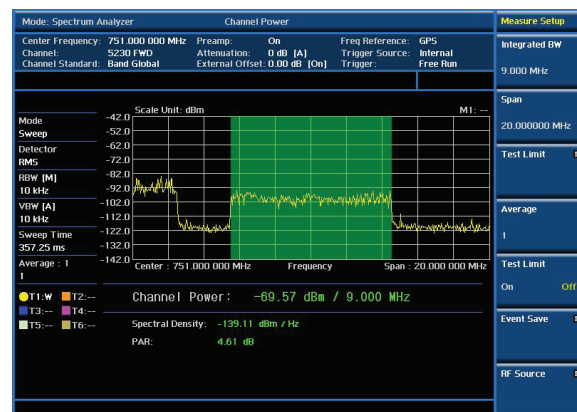 Mode: Spectrum Analyzer Channel Power
Center Frequency: 751.000 000 MHz Preamp: On Freq Reference: GPS
Channel: 5230 FWD Attenuation: 0 dB [A] Trigger Source: Internal
Channel Standard: Band Global External Offset: 0.00 dB [On] Trigger: Free Run
Measure Setup
Integrated BW
9.000 MHz
Span
20.000000 MHz
Test Limit
Average
1
Test Limit
On Off
Event Save
RF Source
Mode
Sweep
Detector
RMS
RBW [M]
10 kHz
VBW [A]
10 kHz
Sweep Time
357.25 ms
Average : 1
1
T1:W T2:--
T3:-- T4:--
T5:-- T6:--
Scale Unit: dBm M1: --
-42.0
-52.0
-62.0
-72.0
-82.0
-92.0
-102.0
-112.0
-122.0
-132.0
-142.0
Center : 751.000 000 MHz Frequency Span : 20.000 000 MHz
Channel Power: -69.57 dBm / 9.000 MHz
Spectral Density: -139.11 dBm / Hz
PAR: 4.61 dB